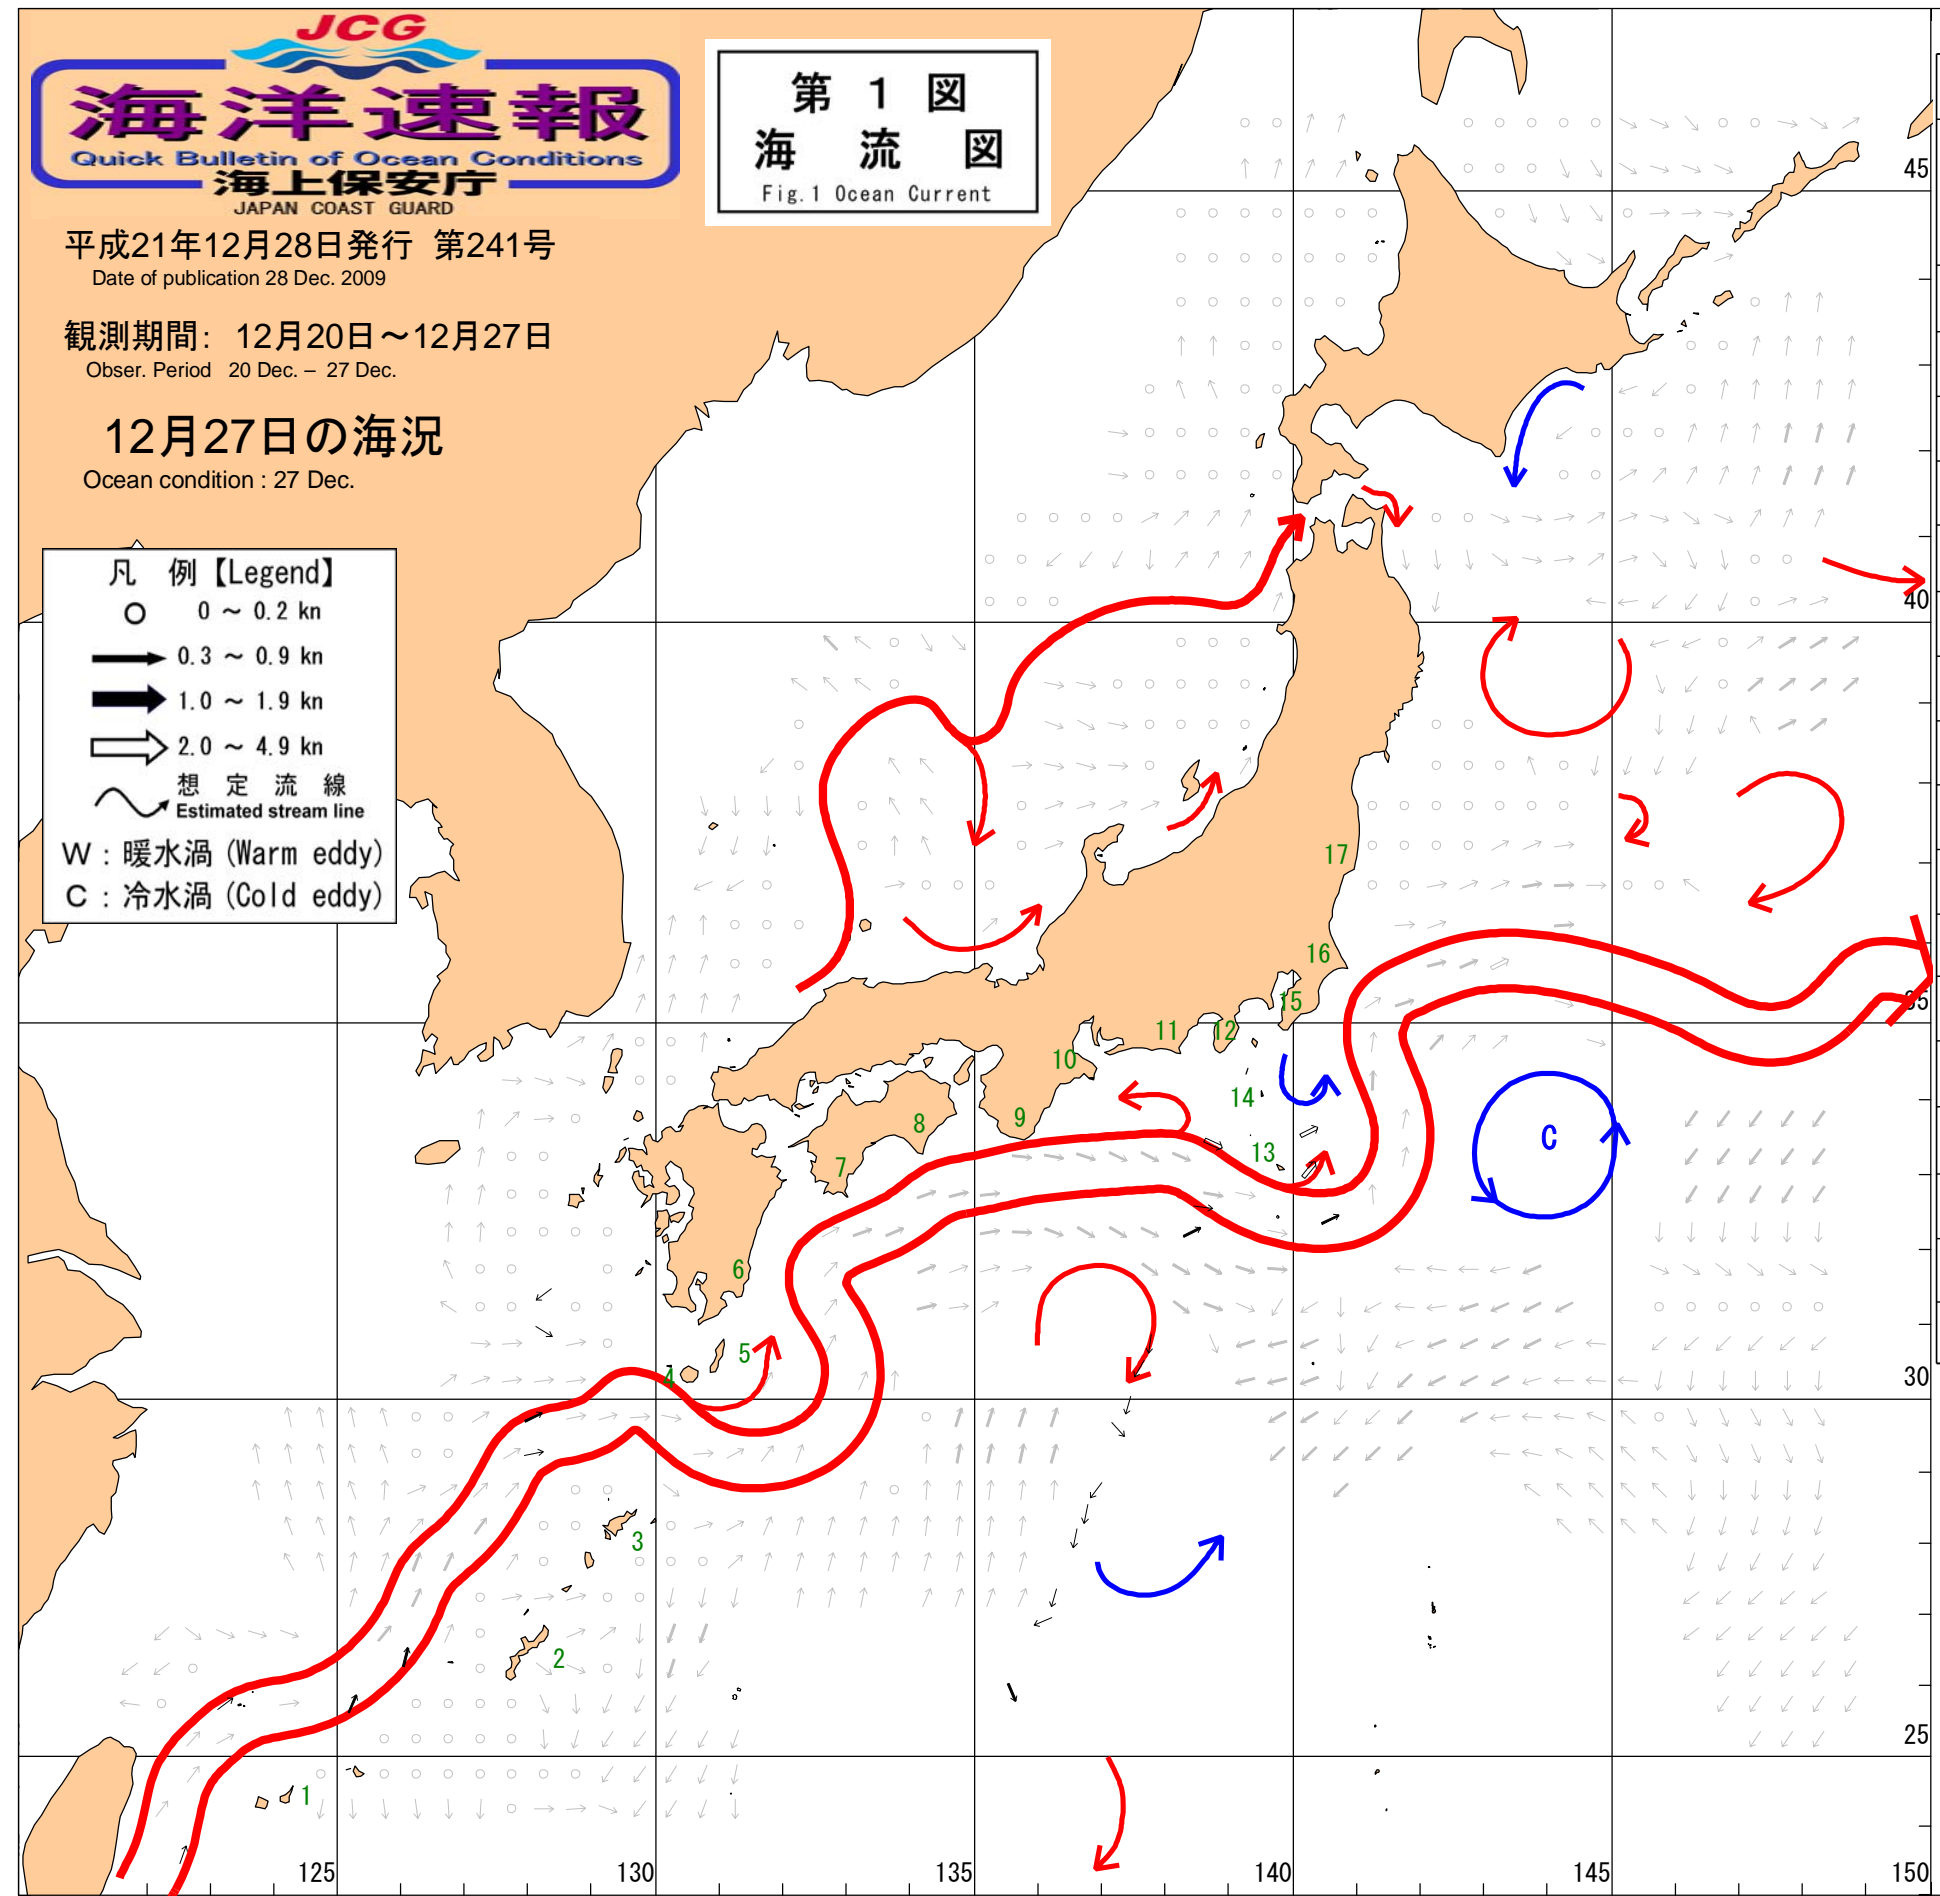 JCG
海洋速報
Quick Bulletin of Ocean Conditions
海上保安庁
JAPAN COAST GUARD
平成21年12月28日発行 第241号
Date of publication 28 Dec. 2009
観測期間: 12月20日～12月27日
Obser. Period 20 Dec. – 27 Dec.
12月27日の海況
Ocean condition : 27 Dec.
第 1 図
海 流 図
Fig.1 Ocean Current
凡 例【Legend】
0 ～ 0.2 kn
0.3 ～ 0.9 kn
1.0 ～ 1.9 kn
2.0 ～ 4.9 kn
想 定 流 線
Estimated stream line
W : 暖水渦 (Warm eddy)
C : 冷水渦 (Cold eddy)
45
40
17
16
35
15
12
11
10
14
C
9
8
13
7
6
5
4
30
3
2
25
1
125
130
135
140
145
150